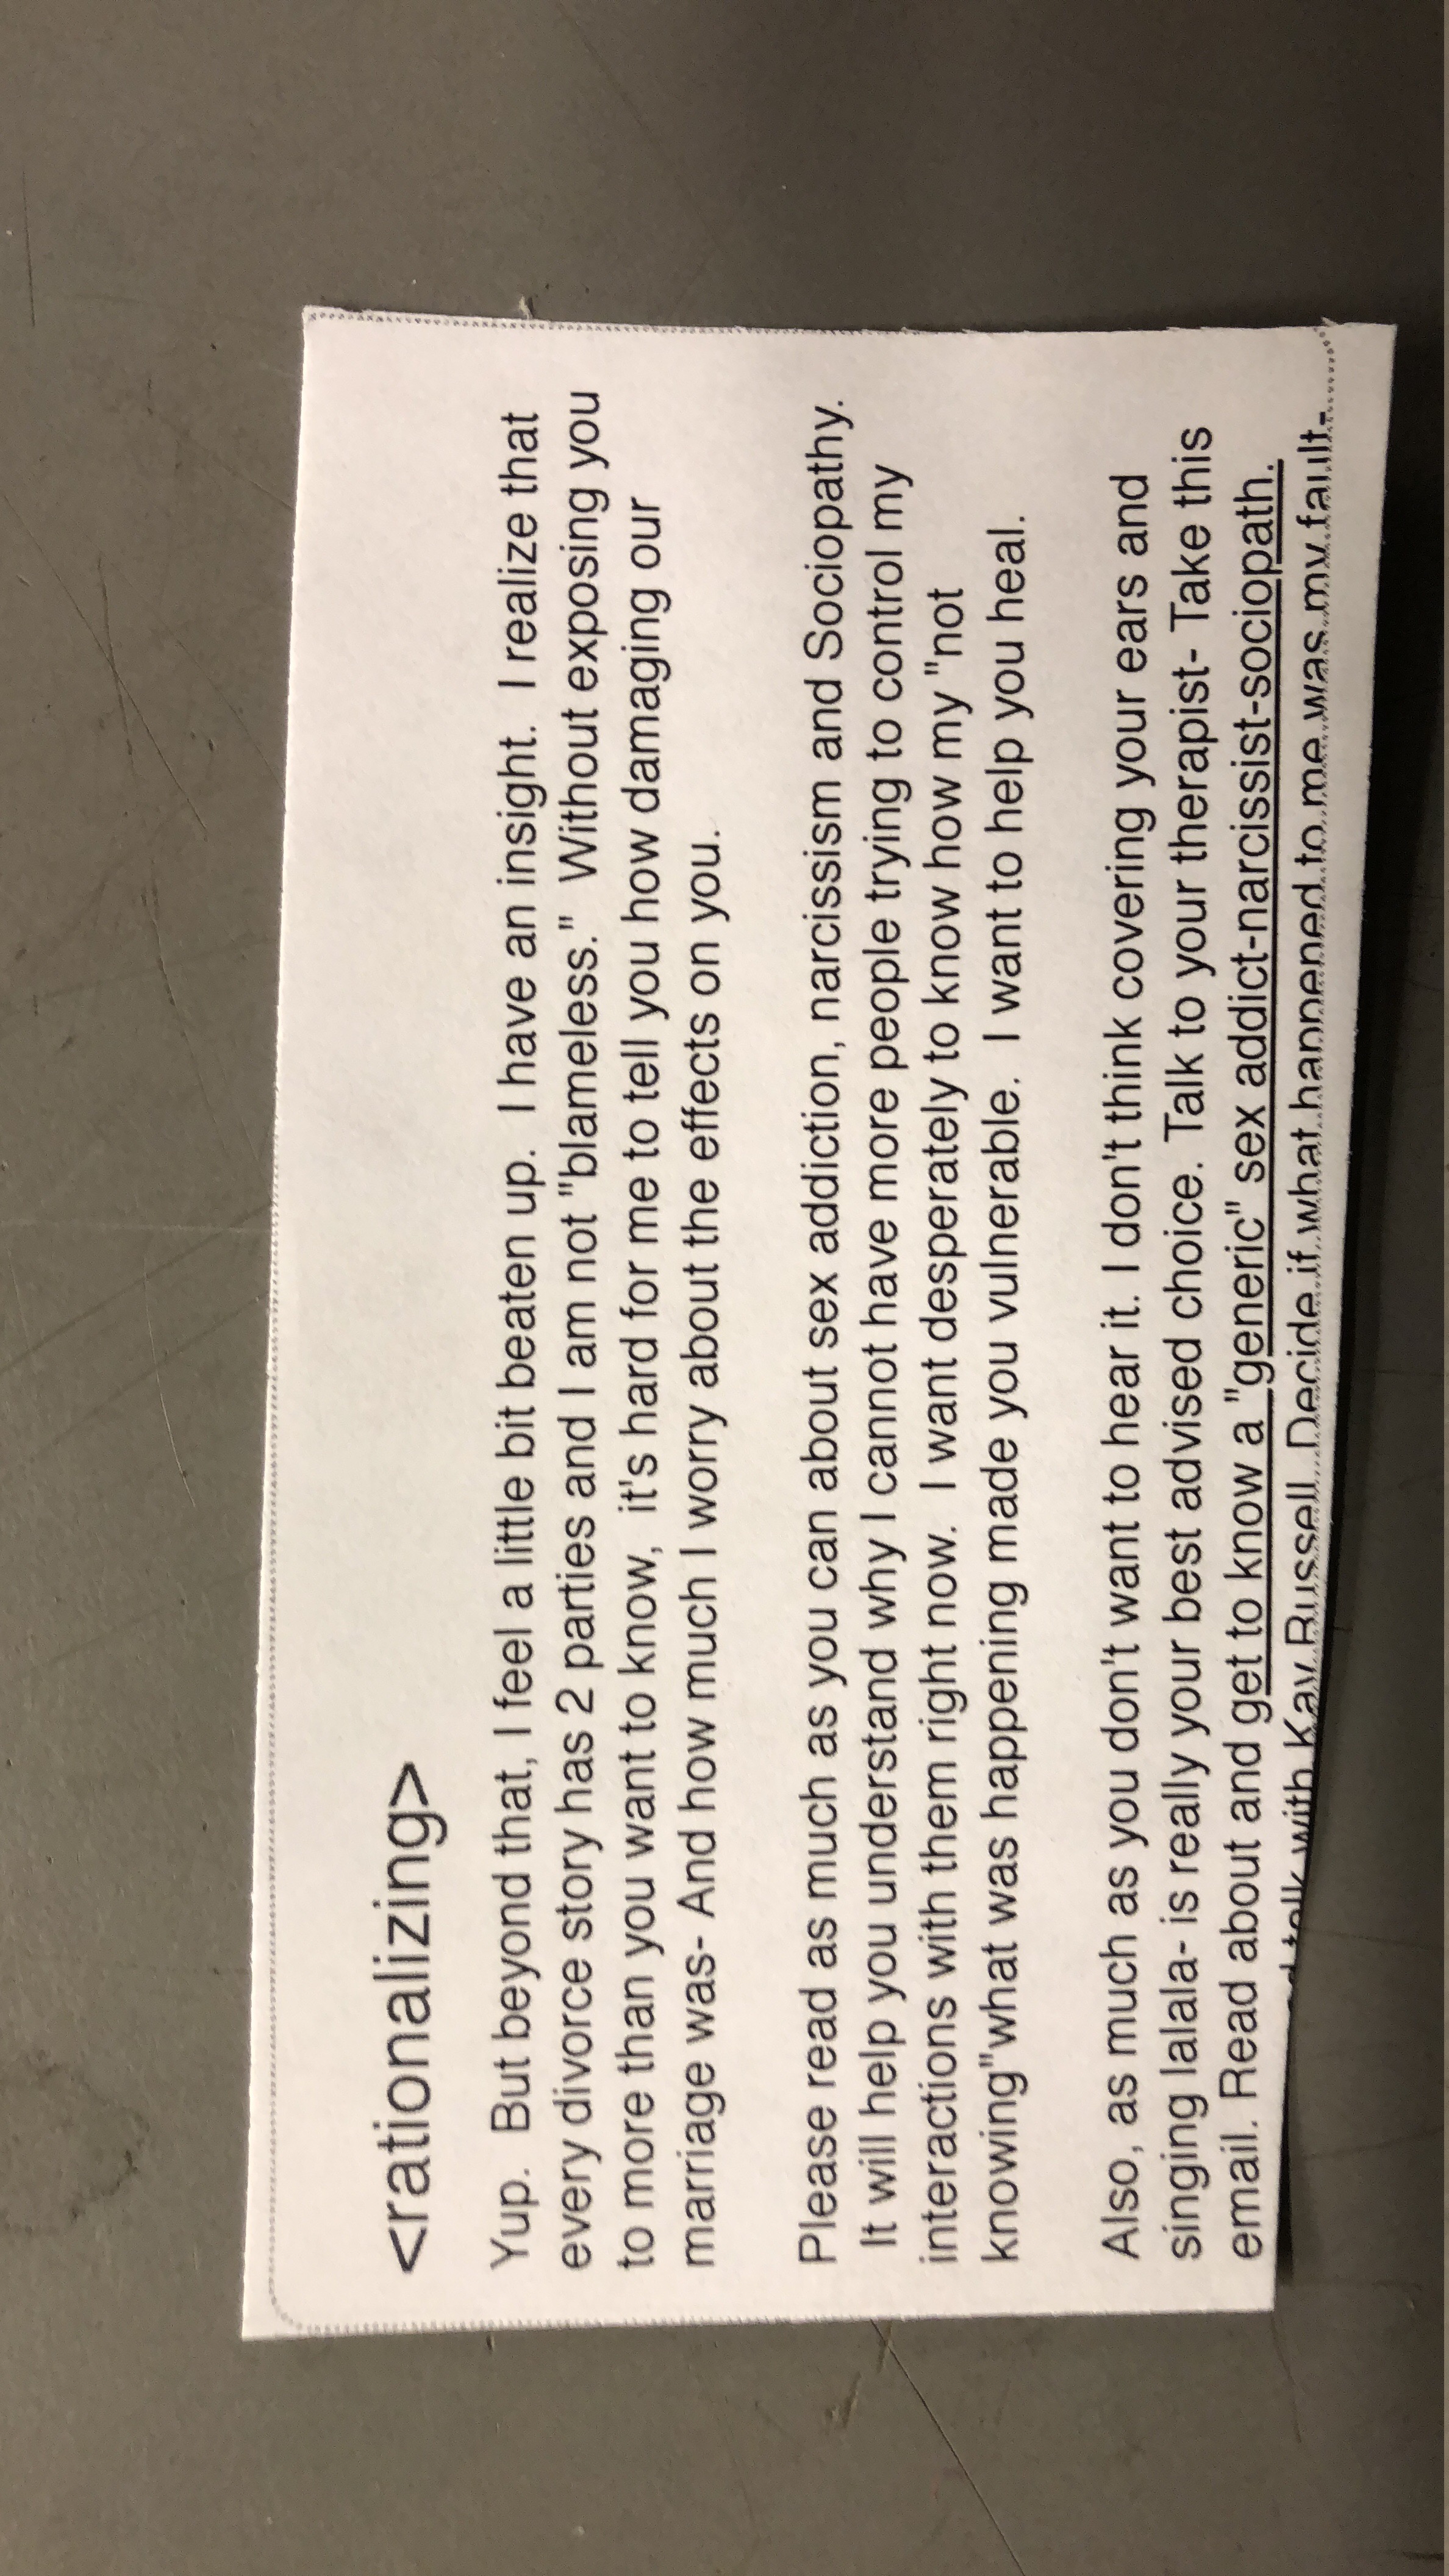 <rationalizing>
Yup.  But beyond that, I feel a little bit beaten up.  I have an insight.  I realize that
every divorce story has 2 parties and I am not "blameless."  Without exposing you
to more than you want to know,  it's hard for me to tell you how damaging our
marriage was- And how much I worry about the effects on you.
Please read as much as you can about sex addiction, narcissism and Sociopathy.
It will help you understand why I cannot have more people trying to control my
interactions with them right now.  I want desperately to know how my "not
knowing"what was happening made you vulnerable.  I want to help you heal.
Also, as much as you don't want to hear it. I don't think covering your ears and
singing lalala- is really your best advised choice.  Talk to your therapist- Take this
email. Read about and get to know a "generic" sex addict-narcissist-sociopath.
talk with Kay Russell. Decide if what happened to me was my fault-